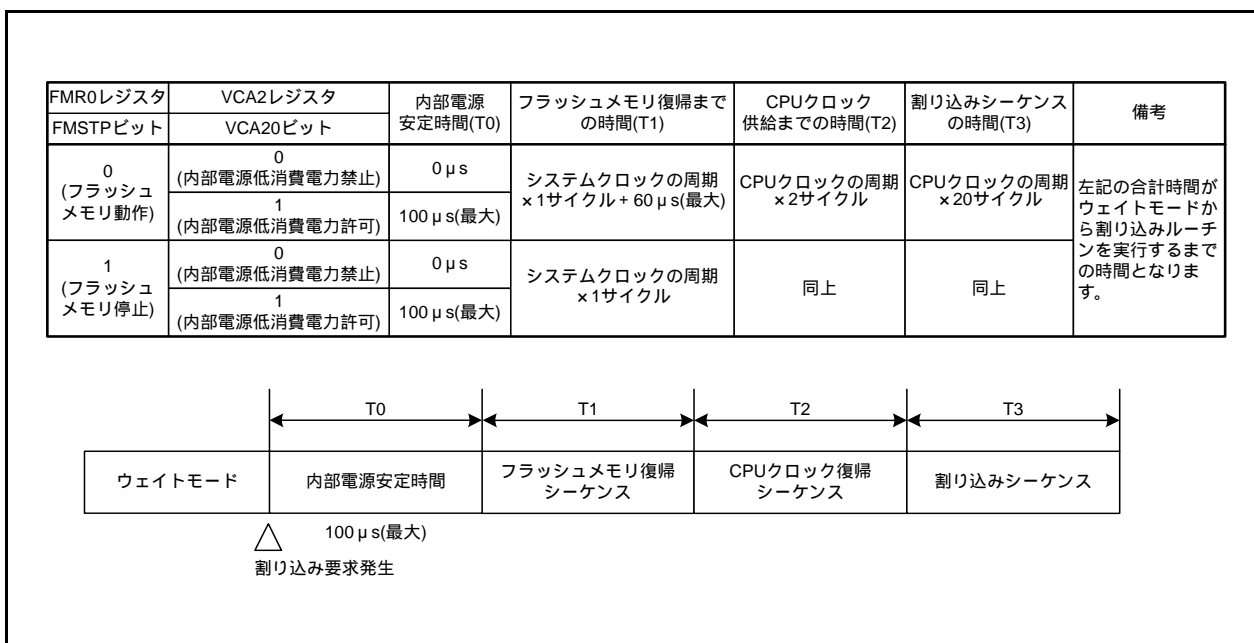 FMR0レジスタ
FMSTPビット
VCA2レジスタ
VCA20ビット
内部電源
安定時間(T0)
フラッシュメモリ復帰まで
の時間(T1)
CPUクロック
供給までの時間(T2)
割り込みシーケンス
の時間(T3)
備考
0
(フラッシュ
メモリ動作)
0
(内部電源低消費電力禁止)
0μs
1
(内部電源低消費電力許可)
100μs(最大)
システムクロックの周期
×1サイクル+60μs(最大)
CPUクロックの周期
×2サイクル
CPUクロックの周期
×20サイクル
左記の合計時間が
ウェイトモードか
ら割り込みルーチ
ンを実行するまで
の時間となりま
す。
1
(フラッシュ
メモリ停止)
0
(内部電源低消費電力禁止)
0μs
1
(内部電源低消費電力許可)
100μs(最大)
システムクロックの周期
×1サイクル
同上
同上
T0
T1
T2
T3
ウェイトモード
内部電源安定時間
フラッシュメモリ復帰
シーケンス
CPUクロック復帰
シーケンス
割り込みシーケンス
100μs(最大)
割り込み要求発生